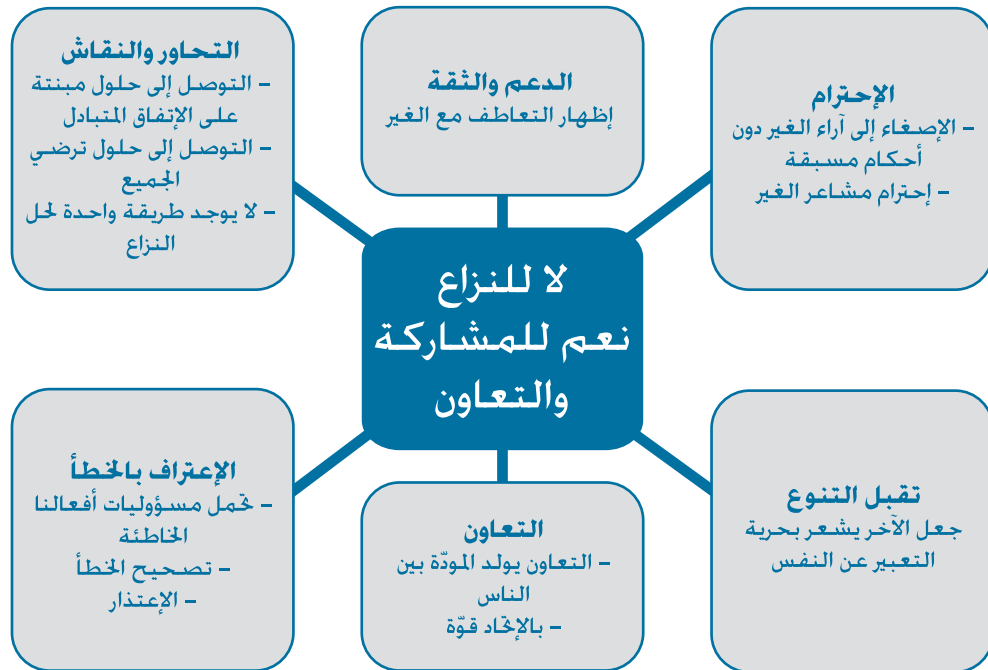 الإحترام
– الإصغاء إلى آراء الغير دون
أحكام مسبقة
– إحترام مشاعر الغير
الدعم والثقة
إظهار التعاطف مع الغير
التحاور والنقاش
– التوصل إلى حلول مبنتة
على الإتفاق المتبادل
– التوصل إلى حلول ترضي
الجميع
– لا يوجد طريقة واحدة لحل
النزاع
لا للنزاع
نعم للمشاركة
والتعاون
تقبل التنوع
جعل الآخر يشعر بحرية
التعبير عن النفس
التعاون
– التعاون يولد المودّة بين
الناس
– بالإتحاد قوّة
الإعتراف بالخطأ
– تحمل مسؤوليات أفعالنا
الخاطئة
– تصحيح الخطأ
– الإعتذار